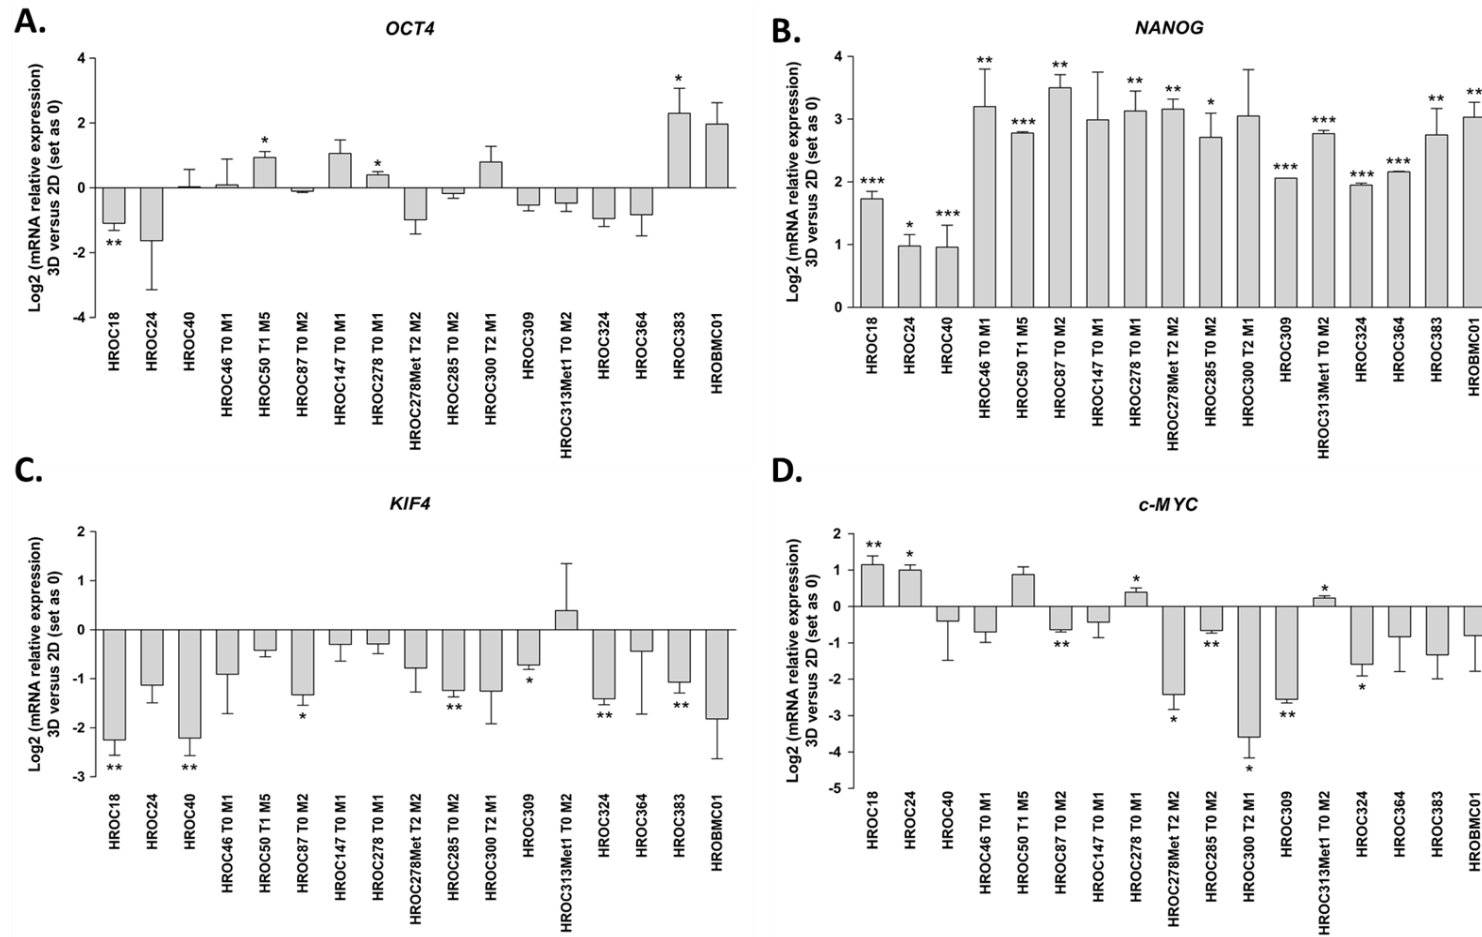 A.
OCT4
Log2 (mRNA relative expression)
3D versus 2D (set as 0)
4
2
0
-2
-4
**
*
*
*
HROC18
HROC24
HROC40
HROC46 T0 M1
HROC50 T1 M5
HROC87 T0 M2
HROC147 T0 M1
HROC278 T0 M1
HROC278Met T2 M2
HROC285 T0 M2
HROC300 T2 M1
HROC309
HROC313Met1 T0 M2
HROC324
HROC364
HROC383
HROBMC01
B.
NANOG
Log2 (mRNA relative expression)
3D versus 2D (set as 0)
4
3
2
1
0
***
*
***
**
***
**
**
**
*
***
***
***
***
**
**
HROC18
HROC24
HROC40
HROC46 T0 M1
HROC50 T1 M5
HROC87 T0 M2
HROC147 T0 M1
HROC278 T0 M1
HROC278Met T2 M2
HROC285 T0 M2
HROC300 T2 M1
HROC309
HROC313Met1 T0 M2
HROC324
HROC364
HROC383
HROBMC01
C.
KIF4
Log2 (mRNA relative expression)
3D versus 2D (set as 0)
2
1
0
-1
-2
-3
**
**
*
**
*
**
**
HROC18
HROC24
HROC40
HROC46 T0 M1
HROC50 T1 M5
HROC87 T0 M2
HROC147 T0 M1
HROC278 T0 M1
HROC278Met T2 M2
HROC285 T0 M2
HROC300 T2 M1
HROC309
HROC313Met1 T0 M2
HROC324
HROC364
HROC383
HROBMC01
D.
c-MYC
Log2 (mRNA relative expression)
3D versus 2D (set as 0)
2
1
0
-1
-2
-3
-4
-5
**
*
**
*
*
**
*
**
*
*
HROC18
HROC24
HROC40
HROC46 T0 M1
HROC50 T1 M5
HROC87 T0 M2
HROC147 T0 M1
HROC278 T0 M1
HROC278Met T2 M2
HROC285 T0 M2
HROC300 T2 M1
HROC309
HROC313Met1 T0 M2
HROC324
HROC364
HROC383
HROBMC01